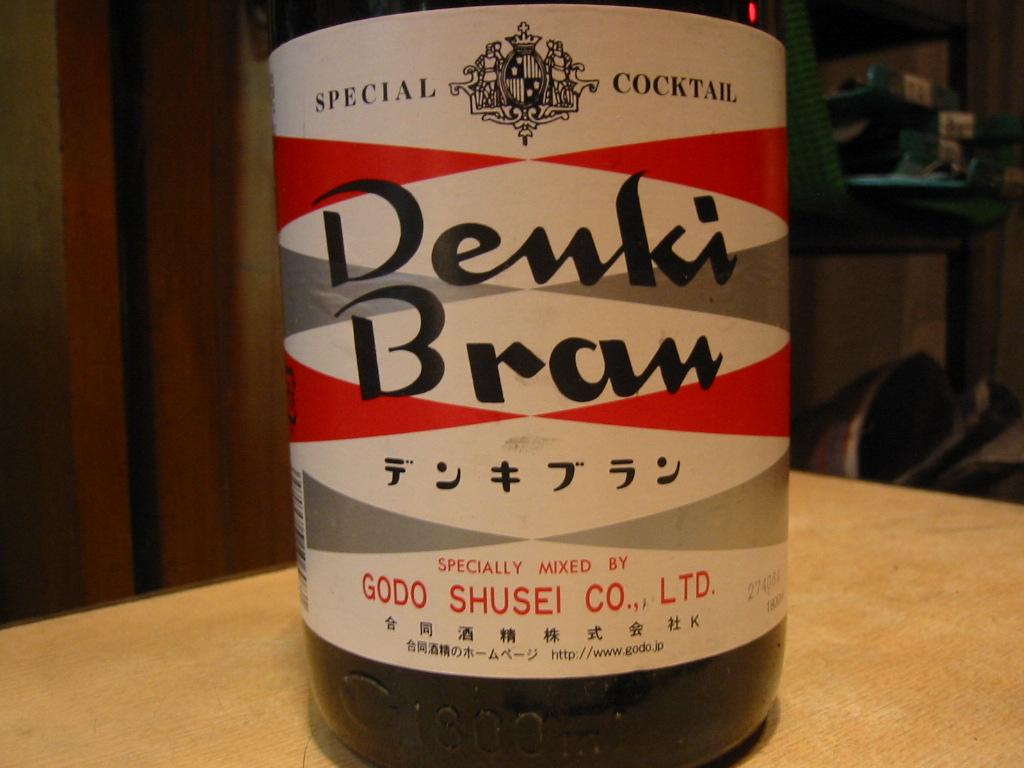 SPECIAL COCKTAIL
Denki
Bran
デンキブラン
SPECIALLY MIXED BY
GODO SHUSEI CO., LTD.
合同酒精株式会社K
合同酒精のホームページ http://www.godo.jp
1800ml